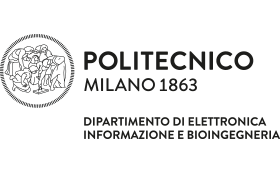 POLITECNICO
MILANO 1863
DIPARTIMENTO DI ELETTRONICA
INFORMAZIONE E BIOINGEGNERIA